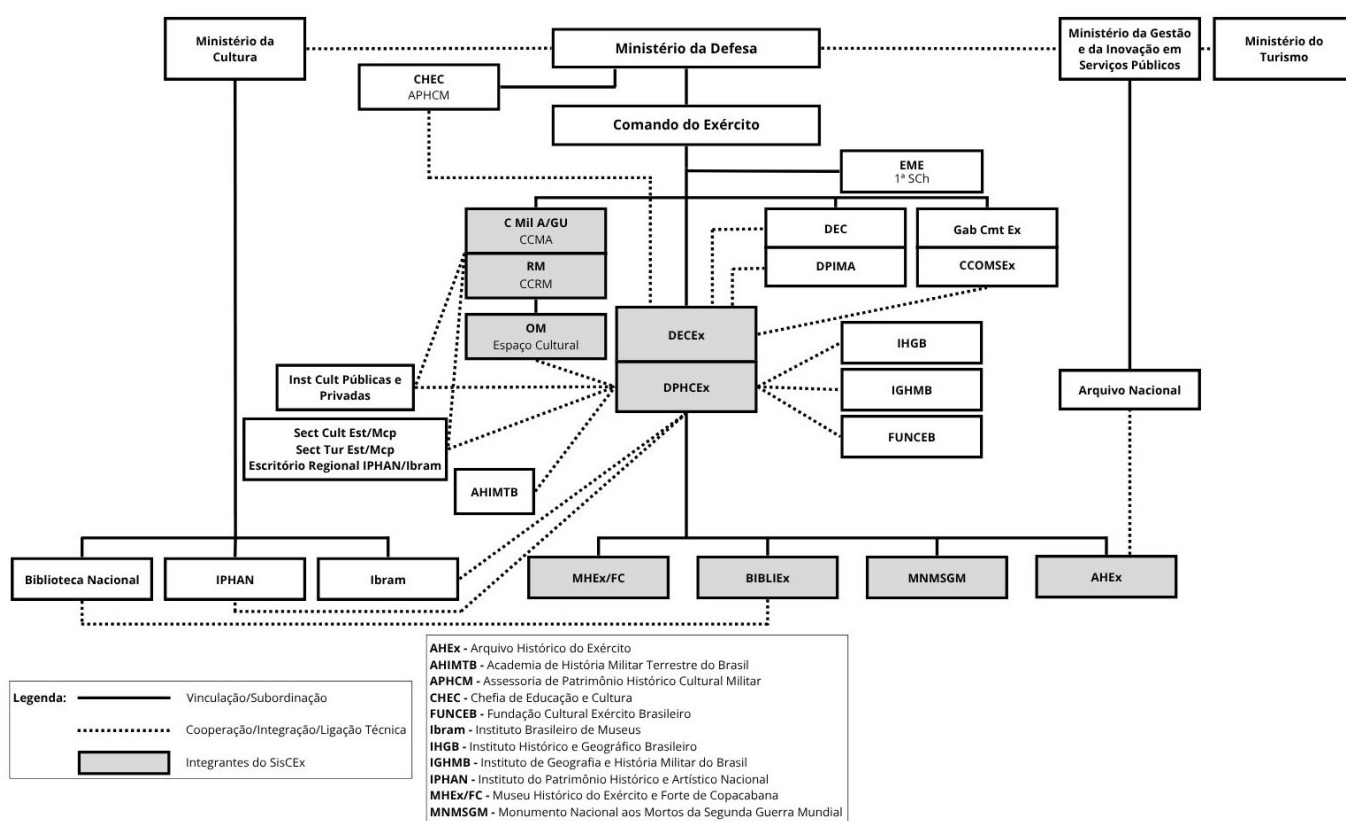 Ministério da
Cultura
Ministério da Defesa
Ministério da Gestão
e da Inovação em
Serviços Públicos
Ministério do
Turismo
CHEC
APHCM
Comando do Exército
EME
1ª SCh
C Mil A/GU
CCMA
RM
CCRM
OM
Espaço Cultural
DEC
DPIMA
Gab Cmt Ex
CCOMSEx
DECEx
DPHCEx
IHGB
IGHMB
FUNCEB
Arquivo Nacional
Inst Cult Públicas e
Privadas
Sect Cult Est/Mcp
Sect Tur Est/Mcp
Escritório Regional IPHAN/Ibram
AHIMTB
Biblioteca Nacional
IPHAN
Ibram
MHEx/FC
BIBLIEx
MNMSGM
AHEx
Legenda:
Vinculação/Subordinação
Cooperação/Integração/Ligação Técnica
Integrantes do SisCEx
AHEx - Arquivo Histórico do Exército
AHIMTB - Academia de História Militar Terrestre do Brasil
APHCM - Assessoria de Patrimônio Histórico Cultural Militar
CHEC - Chefia de Educação e Cultura
FUNCEB - Fundação Cultural Exército Brasileiro
Ibram - Instituto Brasileiro de Museus
IHGB - Instituto Histórico e Geográfico Brasileiro
IGHMB - Instituto de Geografia e História Militar do Brasil
IPHAN - Instituto do Patrimônio Histórico e Artístico Nacional
MHEx/FC - Museu Histórico do Exército e Forte de Copacabana
MNMSGM - Monumento Nacional aos Mortos da Segunda Guerra Mundial